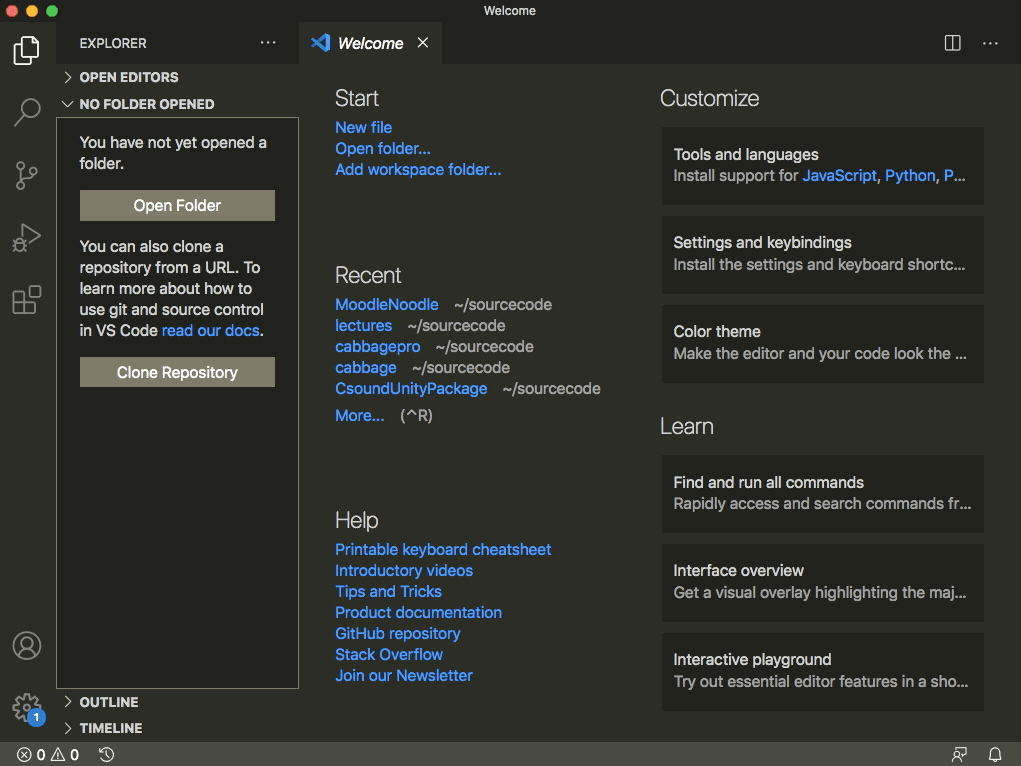 Welcome
EXPLORER
Welcome
OPEN EDITORS
NO FOLDER OPENED
You have not yet opened a
folder.
Open Folder
You can also clone a
repository from a URL. To
learn more about how to
use git and source control
in VS Code read our docs.
Clone Repository
OUTLINE
TIMELINE
Start
New file
Open folder...
Add workspace folder...
Recent
MoodleNoodle ~/sourcecode
lectures ~/sourcecode
cabbagepro ~/sourcecode
cabbage ~/sourcecode
CsoundUnityPackage ~/sourcecode
More... (^R)
Help
Printable keyboard cheatsheet
Introductory videos
Tips and Tricks
Product documentation
GitHub repository
Stack Overflow
Join our Newsletter
Customize
Tools and languages
Install support for JavaScript, Python, P...
Settings and keybindings
Install the settings and keyboard shortc...
Color theme
Make the editor and your code look the ...
Learn
Find and run all commands
Rapidly access and search commands fr...
Interface overview
Get a visual overlay highlighting the maj...
Interactive playground
Try out essential editor features in a sho...
1
0 0